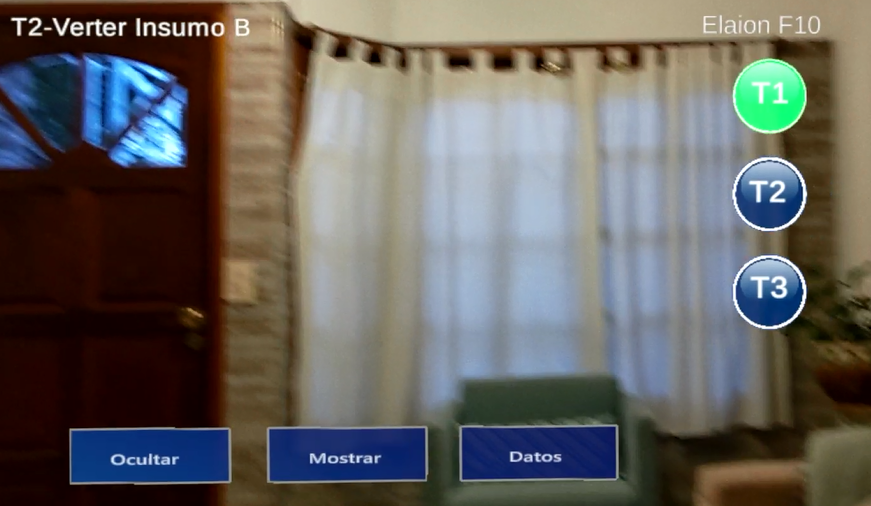 T2-Verter Insumo B
Elaion F10
T1
T2
T3
Ocultar
Mostrar
Datos